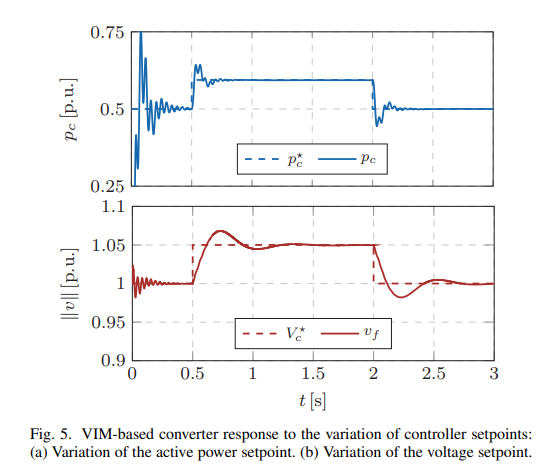 0.75
0.5
0.25
p_c [p.u.]
p_c^⋆ p_c
1.1
1.05
1
0.95
0.9
‖v‖ [p.u.]
V_c^⋆ v_f
0 0.5 1 1.5 2 2.5 3
t [s]
Fig. 5. VIM-based converter response to the variation of controller setpoints:
(a) Variation of the active power setpoint. (b) Variation of the voltage setpoint.